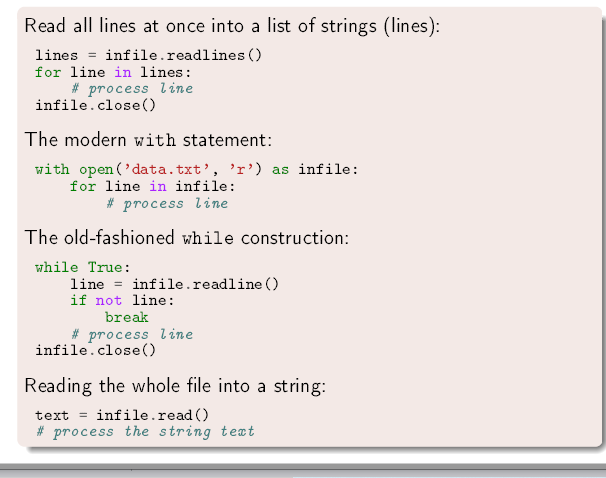 Read all lines at once into a list of strings (lines):
lines = infile.readlines()
for line in lines:
    # process line
infile.close()
The modern with statement:
with open('data.txt', 'r') as infile:
    for line in infile:
        # process line
The old-fashioned while construction:
while True:
    line = infile.readline()
    if not line:
        break
    # process line
infile.close()
Reading the whole file into a string:
text = infile.read()
# process the string text